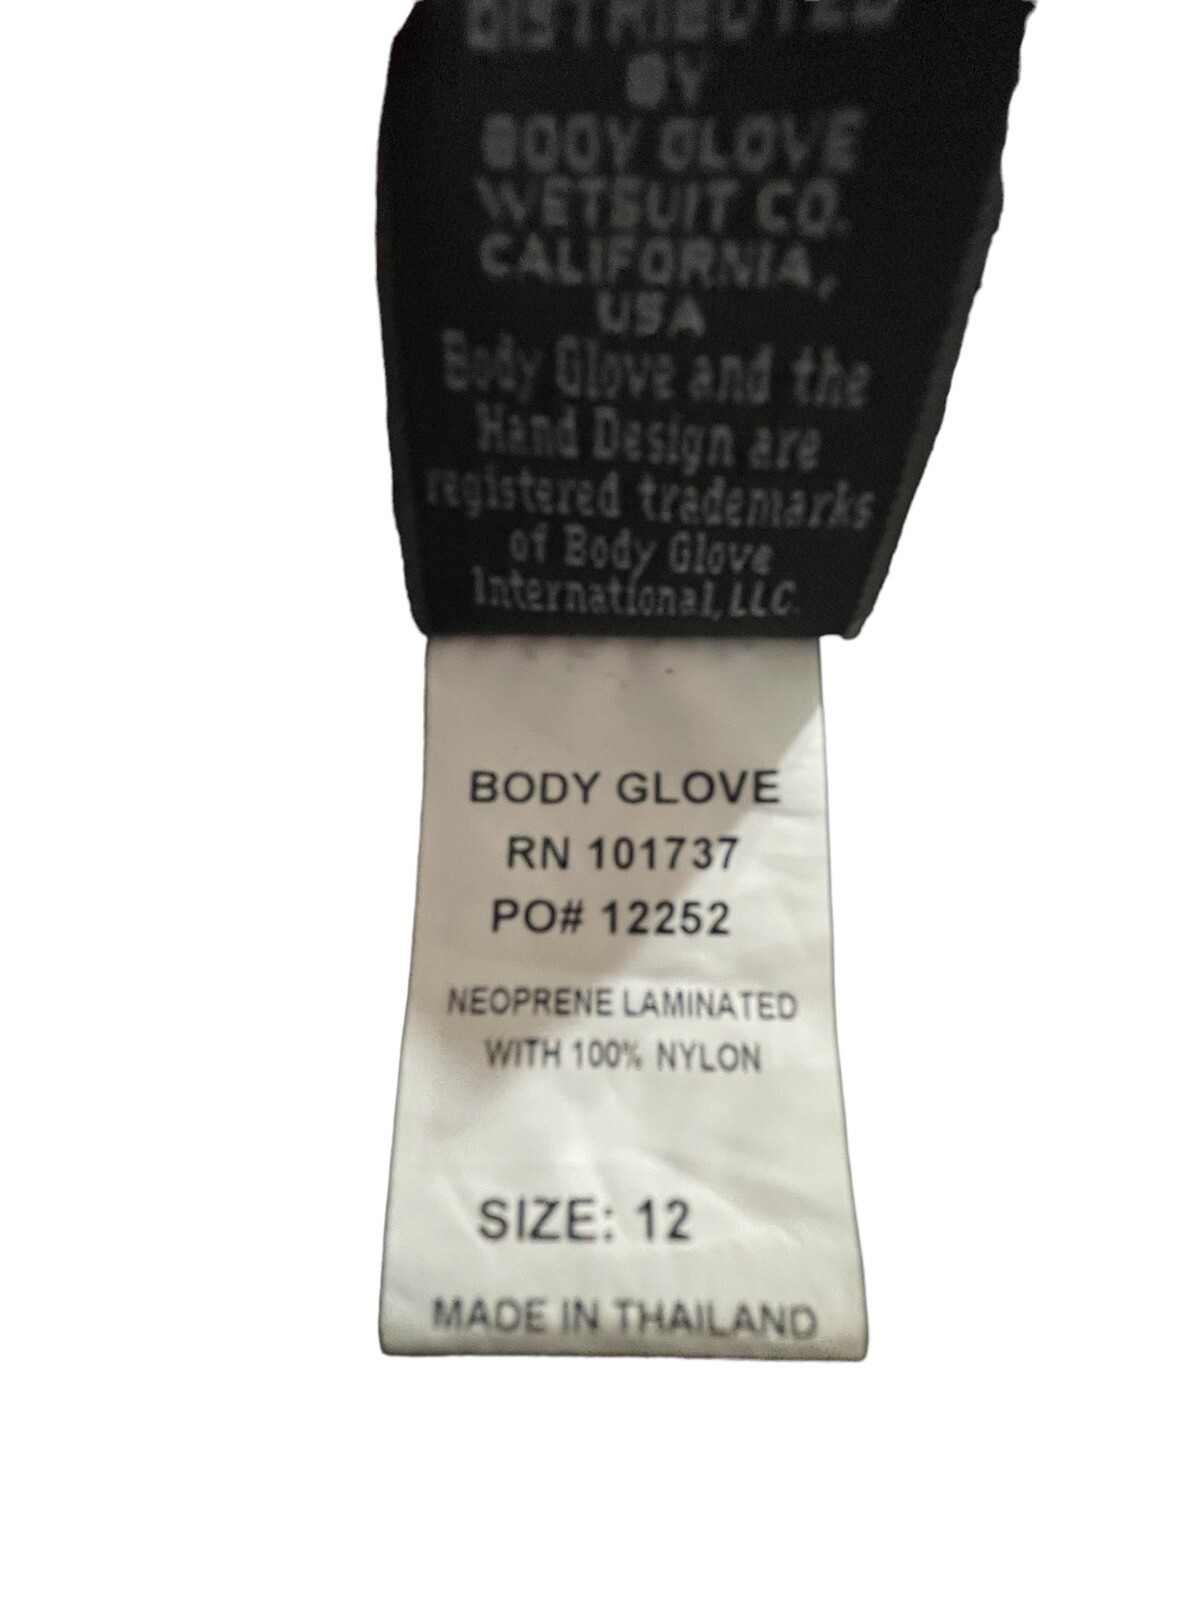 DISTRIBUTED
BY
BODY GLOVE
WETSUIT CO.
CALIFORNIA,
USA
Body Glove and the
Hand Design are
registered trademarks
of Body Glove
International, LLC.
BODY GLOVE
RN 101737
PO# 12252
NEOPRENE LAMINATED
WITH 100% NYLON
SIZE: 12
MADE IN THAILAND